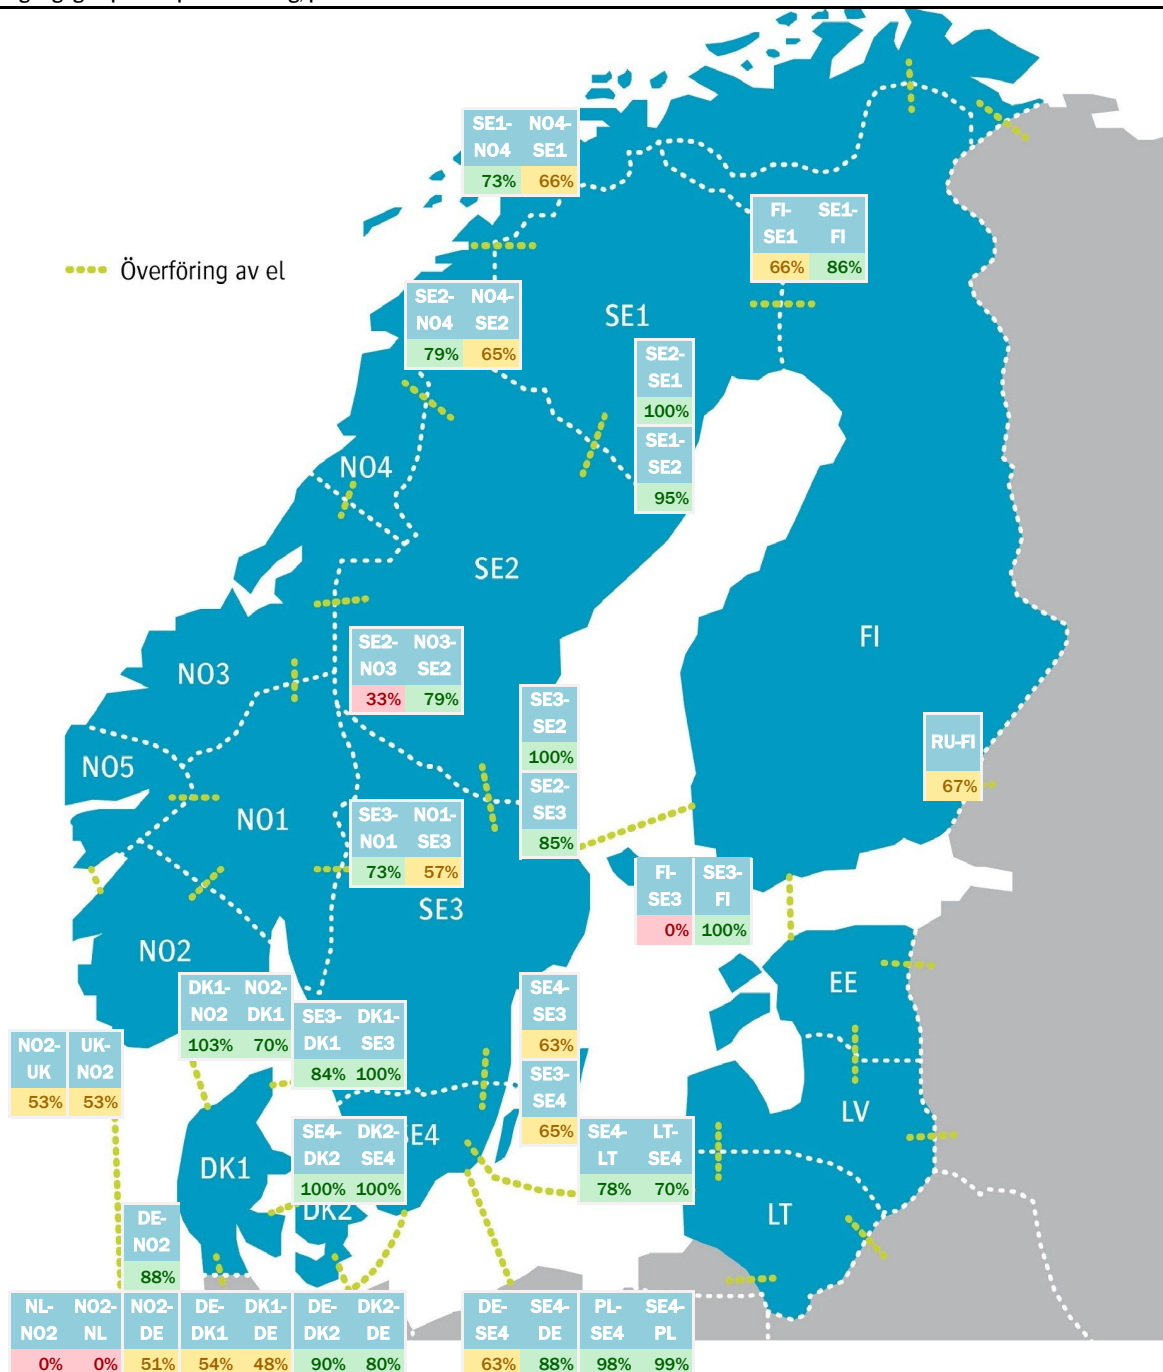 SE1- NO4-
NO4 SE1
73% 66%
FI- SE1-
SE1 FI
66% 86%
Överföring av el
SE2- NO4-
NO4 SE2
79% 65%
SE1
SE2-
SE1
100%
SE1-
SE2
95%
NO4
SE2
FI
SE2- NO3-
NO3 SE2
33% 79%
NO3
SE3-
SE2
100%
SE2-
SE3
85%
RU-FI
67%
NO5
NO1
SE3- NO1-
NO1 SE3
73% 57%
SE3
FI- SE3-
SE3 FI
0% 100%
NO2
EE
DK1- NO2-
NO2 DK1
103% 70%
SE3- DK1-
DK1 SE3
84% 100%
SE4-
SE3
63%
SE3-
SE4
65%
NO2- UK-
UK NO2
53% 53%
LV
SE4- DK2-
DK2 SE4
100% 100%
E4
SE4- LT-
LT SE4
78% 70%
DK1
DK2
LT
DE-
NO2
88%
NL- NO2- NO2- DE- DK1- DE- DK2-
NO2 NL DE DK1 DE DK2 DE
0% 0% 51% 54% 48% 90% 80%
DE- SE4- PL- SE4-
SE4 DE SE4 PL
63% 88% 98% 99%